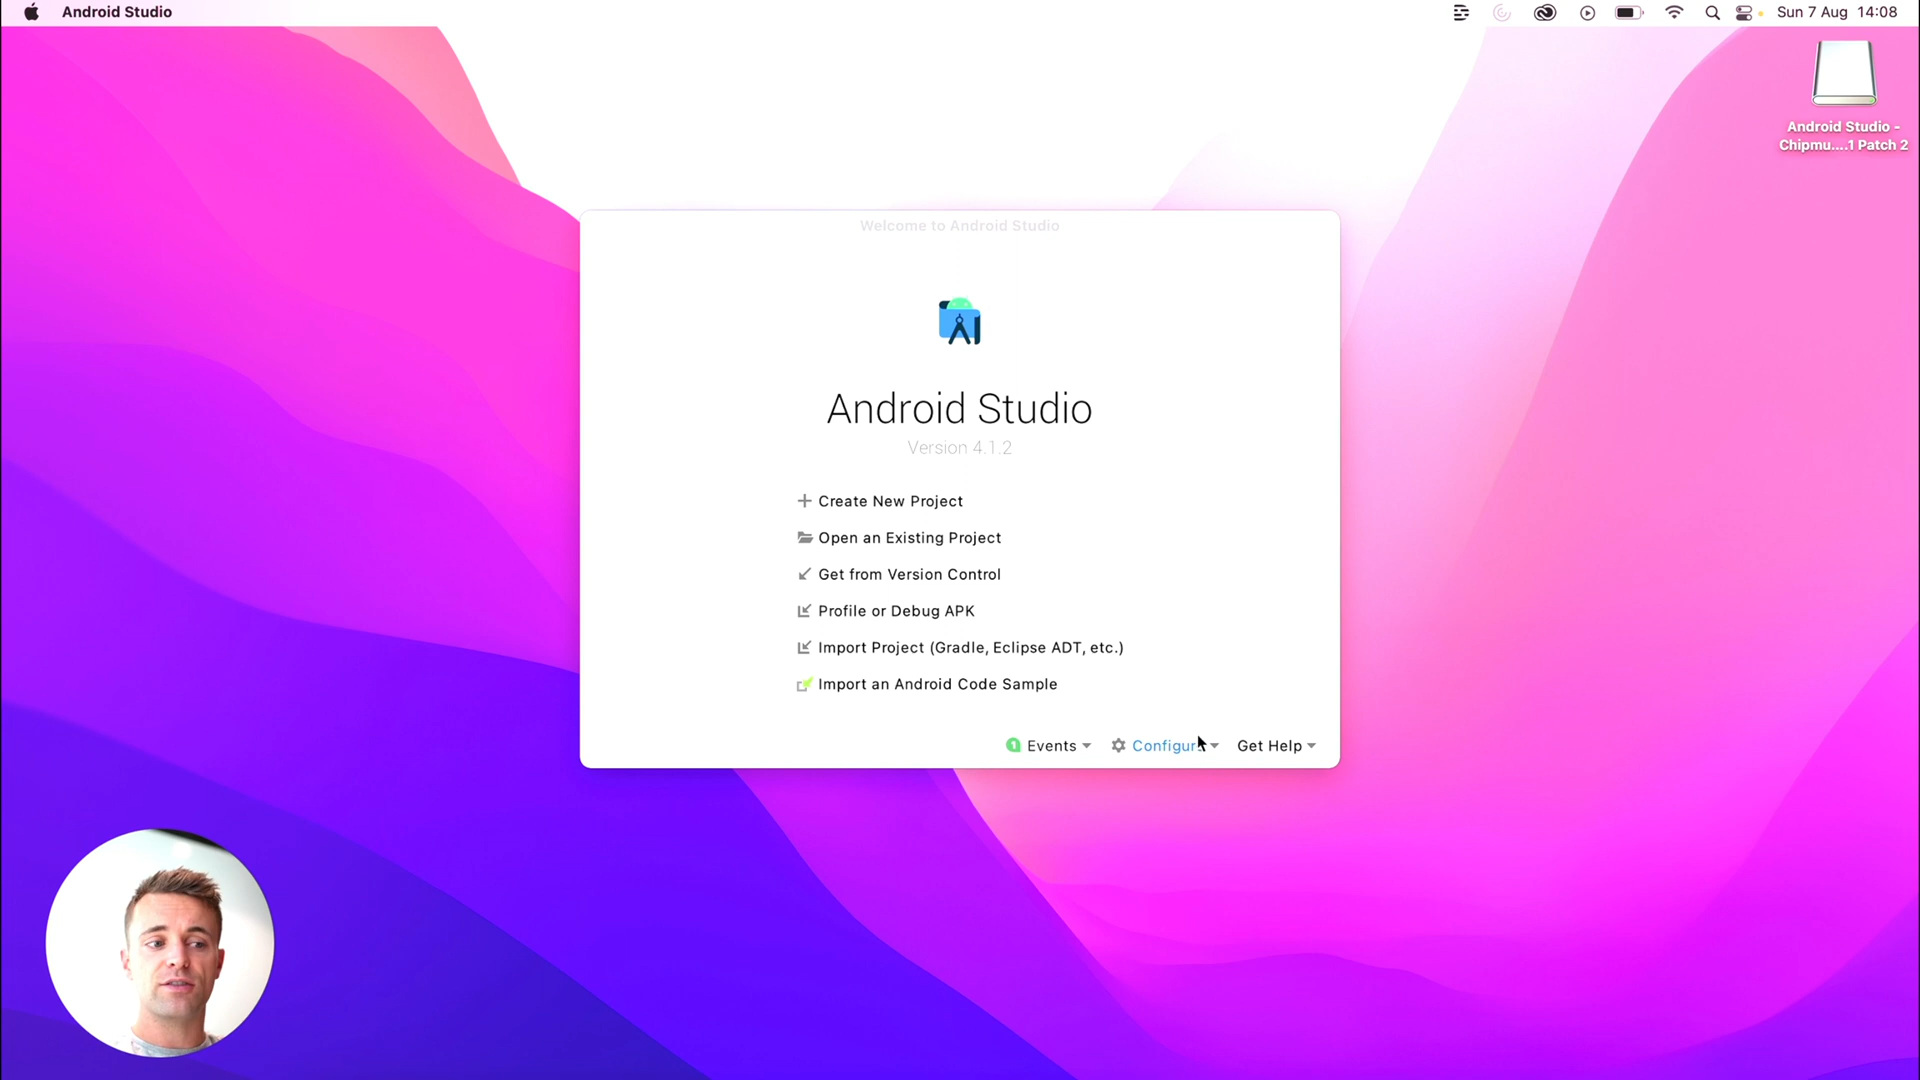 Android Studio
Sun 7 Aug 14:08
Android Studio -
Chipmu....1 Patch 2
Welcome to Android Studio
Android Studio
Version 4.1.2
Create New Project
Open an Existing Project
Get from Version Control
Profile or Debug APK
Import Project (Gradle, Eclipse ADT, etc.)
Import an Android Code Sample
1 Events
Configur
Get Help